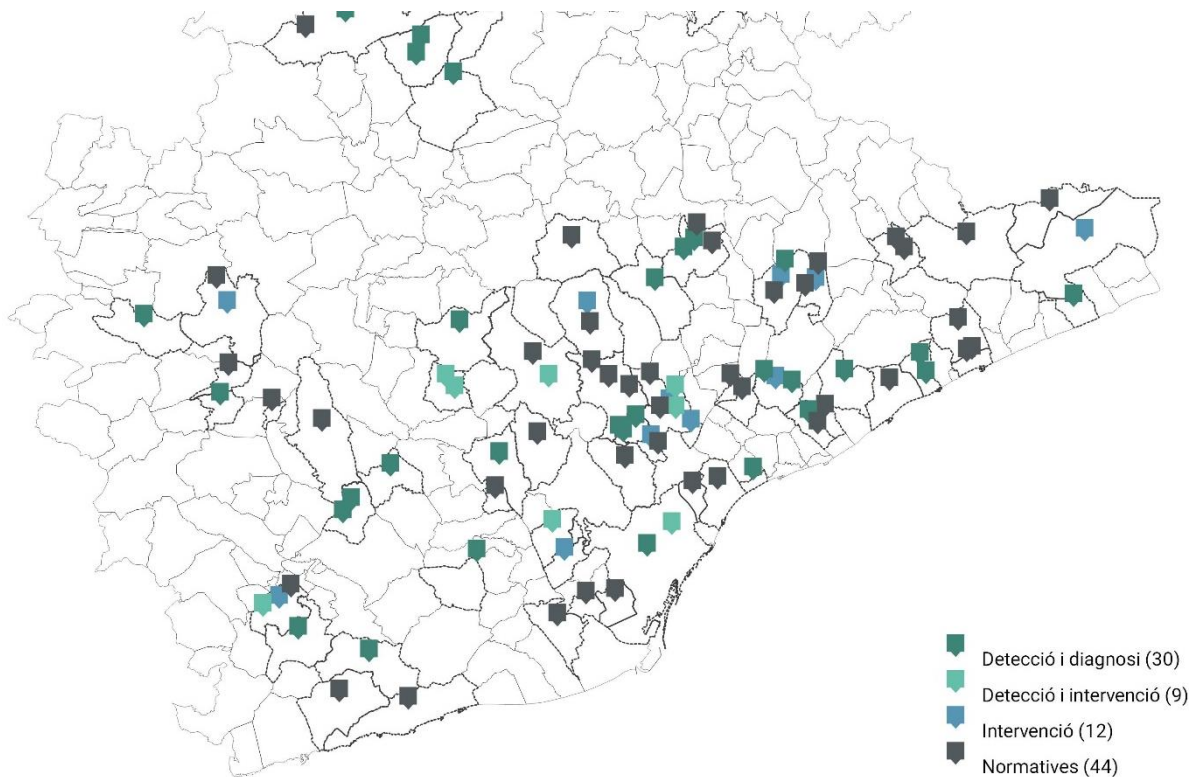 Detecció i diagnosi (30)
Detecció i intervenció (9)
Intervenció (12)
Normatives (44)